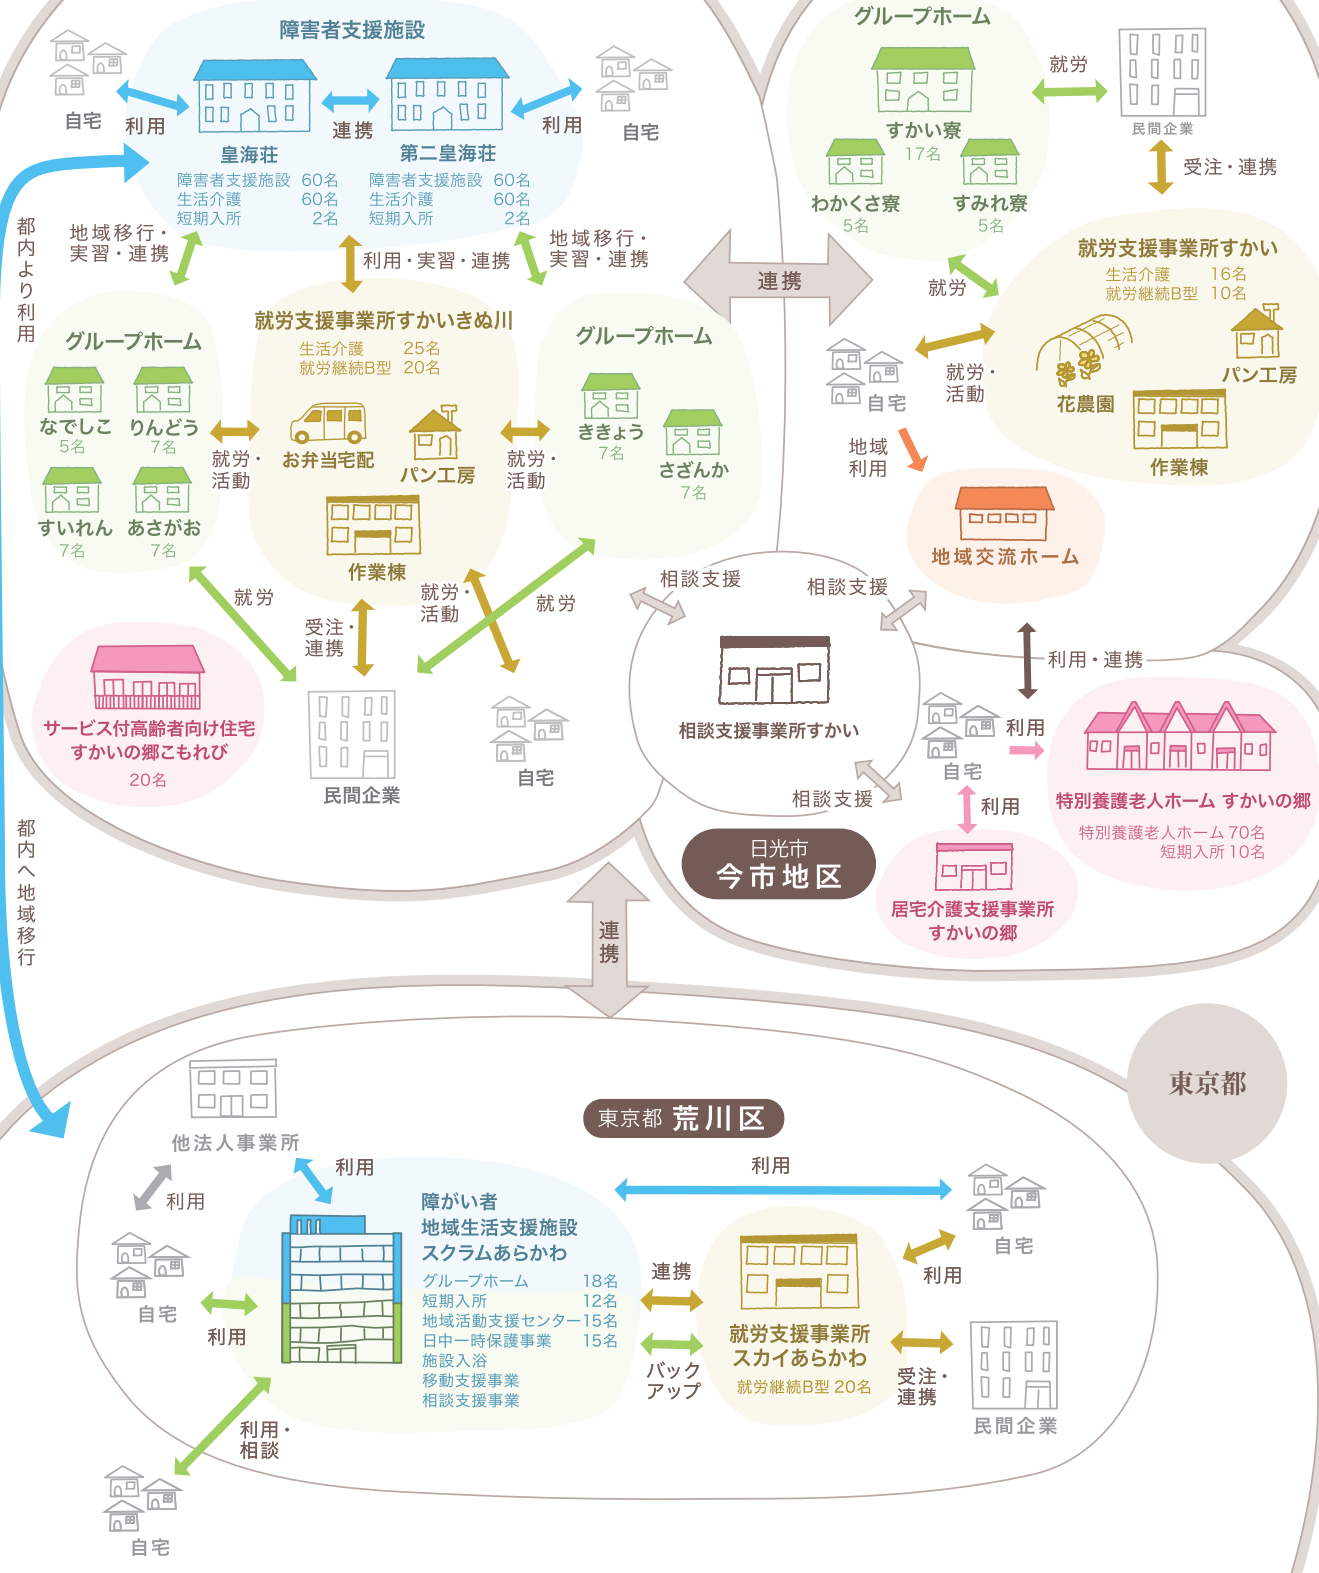 障害者支援施設
自宅
利用
皇海荘
障害者支援施設 60名
生活介護 60名
短期入所 2名
連携
第二皇海荘
障害者支援施設 60名
生活介護 60名
短期入所 2名
利用
自宅
都内より利用
地域移行・
実習・連携
利用・実習・連携
地域移行・
実習・連携
グループホーム
なでしこ
5名
りんどう
7名
すいれん
7名
あさがお
7名
就労・
活動
就労支援事業所すかいきぬ川
生活介護 25名
就労継続B型 20名
お弁当宅配
パン工房
作業棟
就労・
活動
グループホーム
ききょう
7名
さざんか
7名
就労
受注・
連携
就労・
活動
就労
サービス付高齢者向け住宅
すかいの郷こもれび
20名
民間企業
自宅
都内へ地域移行
連携
グループホーム
すかい寮
17名
わかくさ寮
5名
すみれ寮
5名
就労
民間企業
受注・連携
就労
就労支援事業所すかい
生活介護 16名
就労継続B型 10名
花農園
パン工房
作業棟
自宅
就労・
活動
地域
利用
地域交流ホーム
相談支援
相談支援
相談支援事業所すかい
相談支援
利用・連携
自宅
利用
特別養護老人ホーム すかいの郷
特別養護老人ホーム 70名
短期入所 10名
利用
居宅介護支援事業所
すかいの郷
日光市
今市地区
連携
東京都
東京都 荒川区
他法人事業所
利用
利用
自宅
利用
障がい者
地域生活支援施設
スクラムあらかわ
グループホーム 18名
短期入所 12名
地域活動支援センター 15名
日中一時保護事業 15名
施設入浴
移動支援事業
相談支援事業
利用
連携
バック
アップ
就労支援事業所
スカイあらかわ
就労継続B型 20名
自宅
利用
受注・
連携
民間企業
利用・
相談
自宅